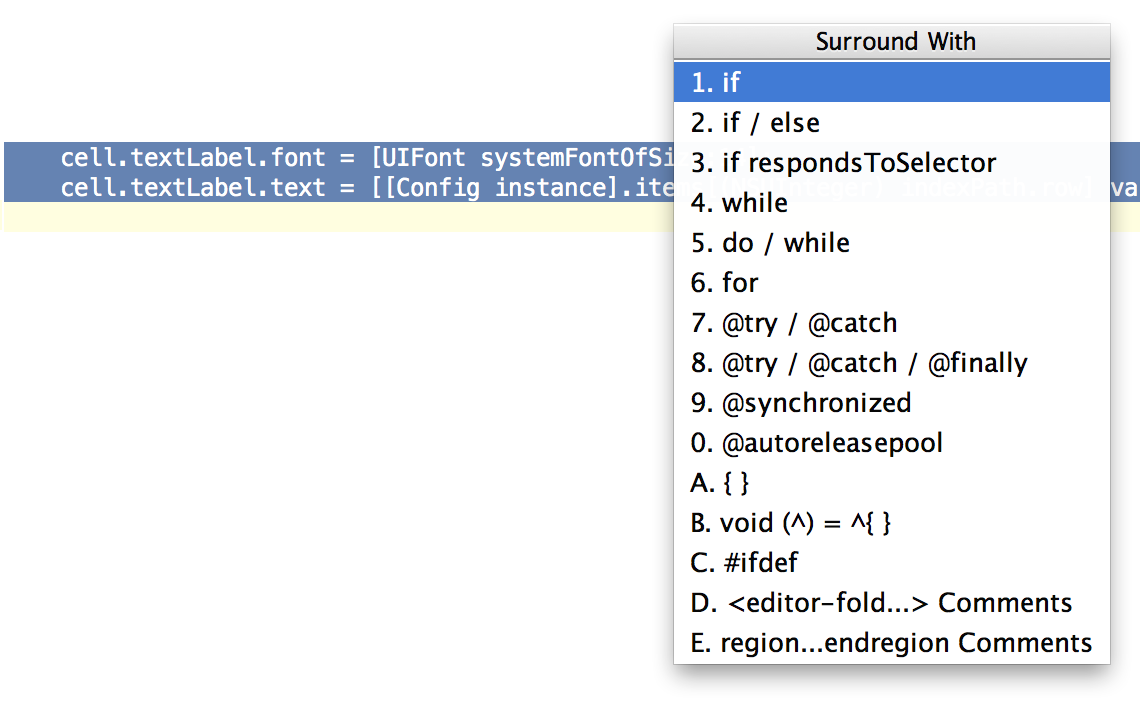 Surround With
1. if
2. if / else
cell.textLabel.font = [UIFont systemFontOfSi
3. if respondsToSelector
cell.textLabel.text = [[Config instance].ite va
4. while
5. do / while
6. for
7. @try / @catch
8. @try / @catch / @finally
9. @synchronized
0. @autoreleasepool
A. { }
B. void (^) = ^{ }
C. #ifdef
D. <editor-fold...> Comments
E. region...endregion Comments